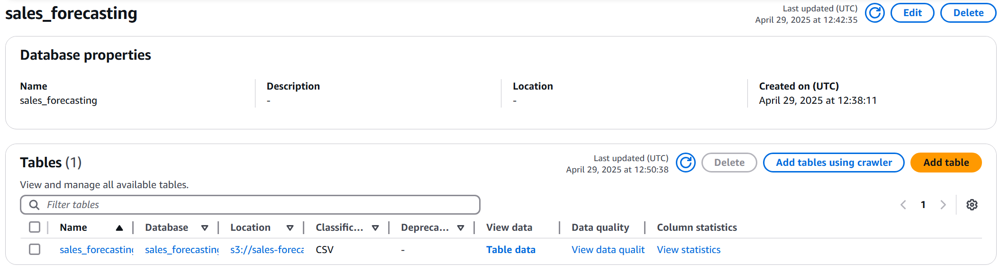 sales_forecasting
Last updated (UTC)
April 29, 2025 at 12:42:35
Edit
Delete
Database properties
Name
sales_forecasting
Description
-
Location
-
Created on (UTC)
April 29, 2025 at 12:38:11
Tables (1)
Last updated (UTC)
April 29, 2025 at 12:50:38
Delete
Add tables using crawler
Add table
View and manage all available tables.
Filter tables
1
Name Database Location Classific... Depreca... View data Data quality Column statistics
sales_forecasting sales_forecasting s3://sales-foreca CSV - Table data View data qualit View statistics